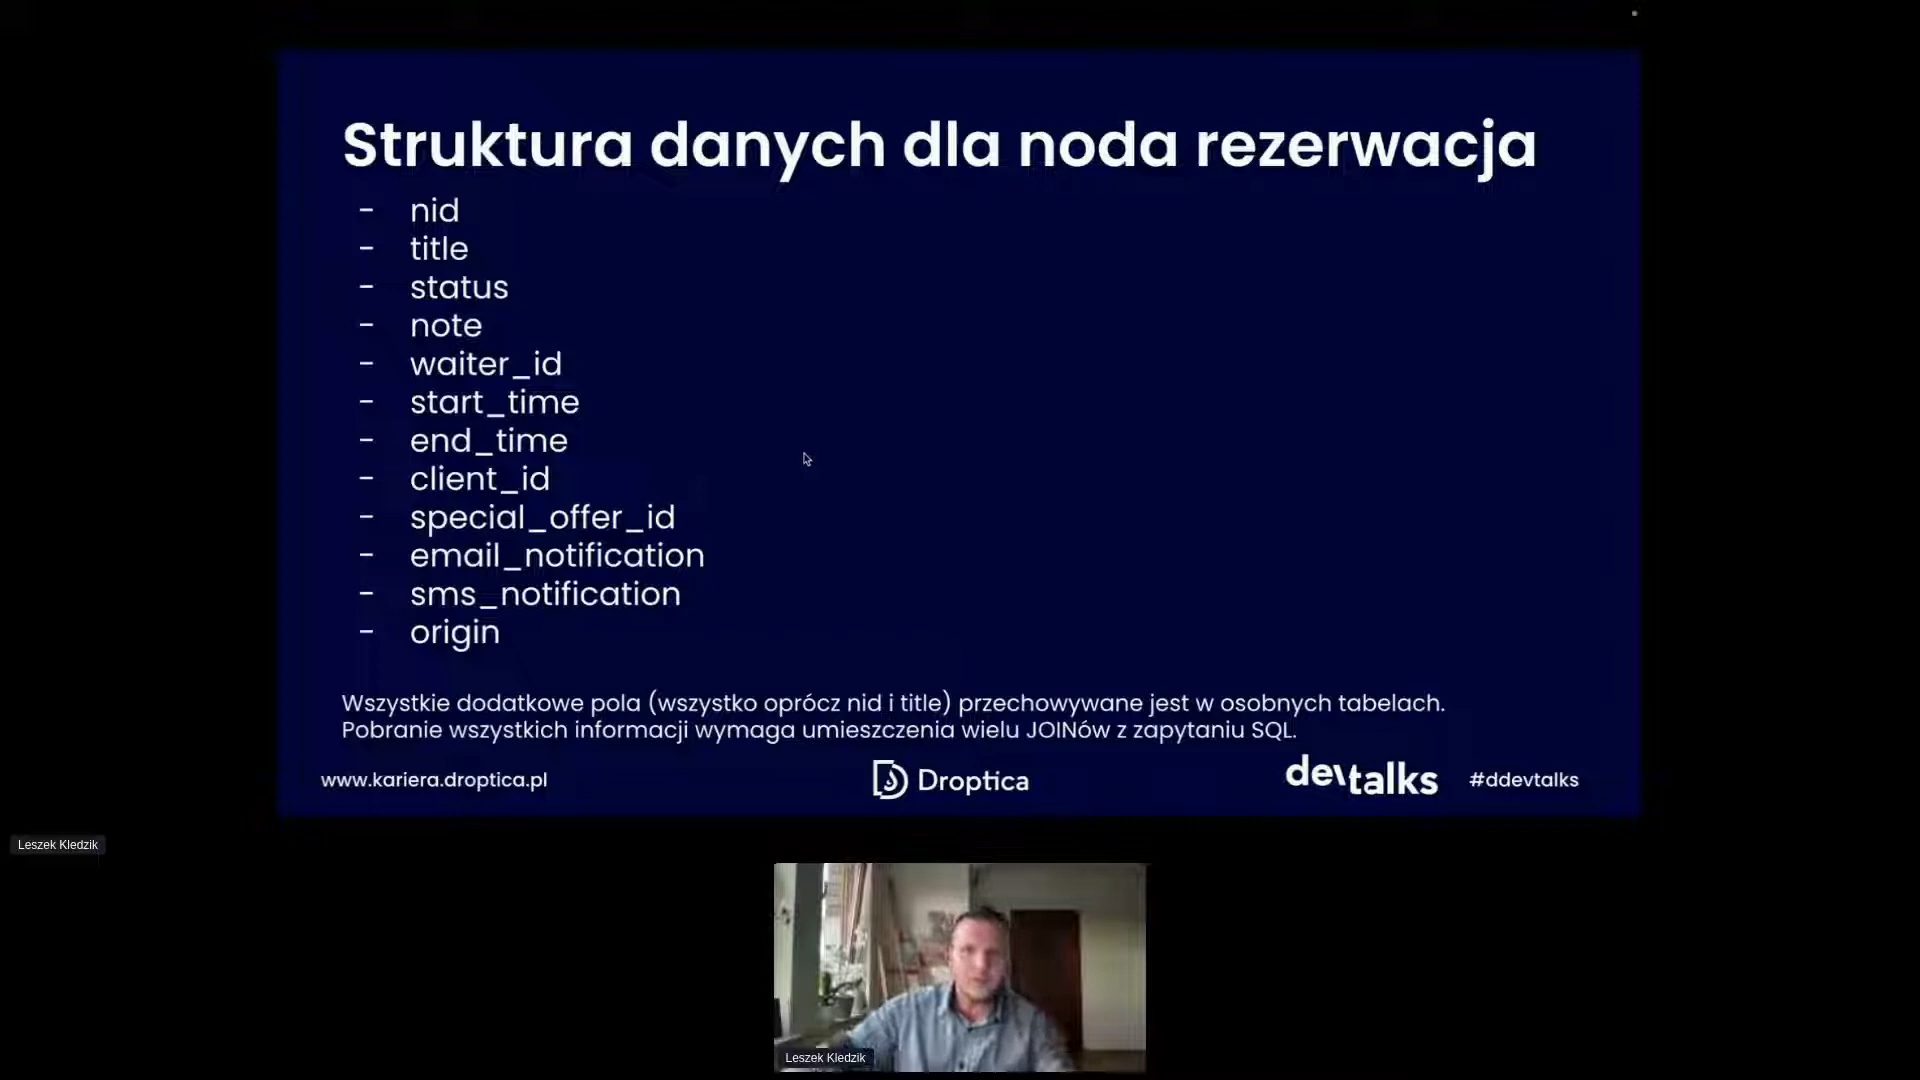 Struktura danych dla noda rezerwacja
- nid
- title
- status
- note
- waiter_id
- start_time
- end_time
- client_id
- special_offer_id
- email_notification
- sms_notification
- origin
Wszystkie dodatkowe pola (wszystko oprócz nid i title) przechowywane jest w osobnych tabelach.
Pobranie wszystkich informacji wymaga umieszczenia wielu JOINów z zapytaniu SQL.
www.kariera.droptica.pl
Droptica
devtalks
#ddevtalks
Leszek Kledzik
Leszek Kledzik